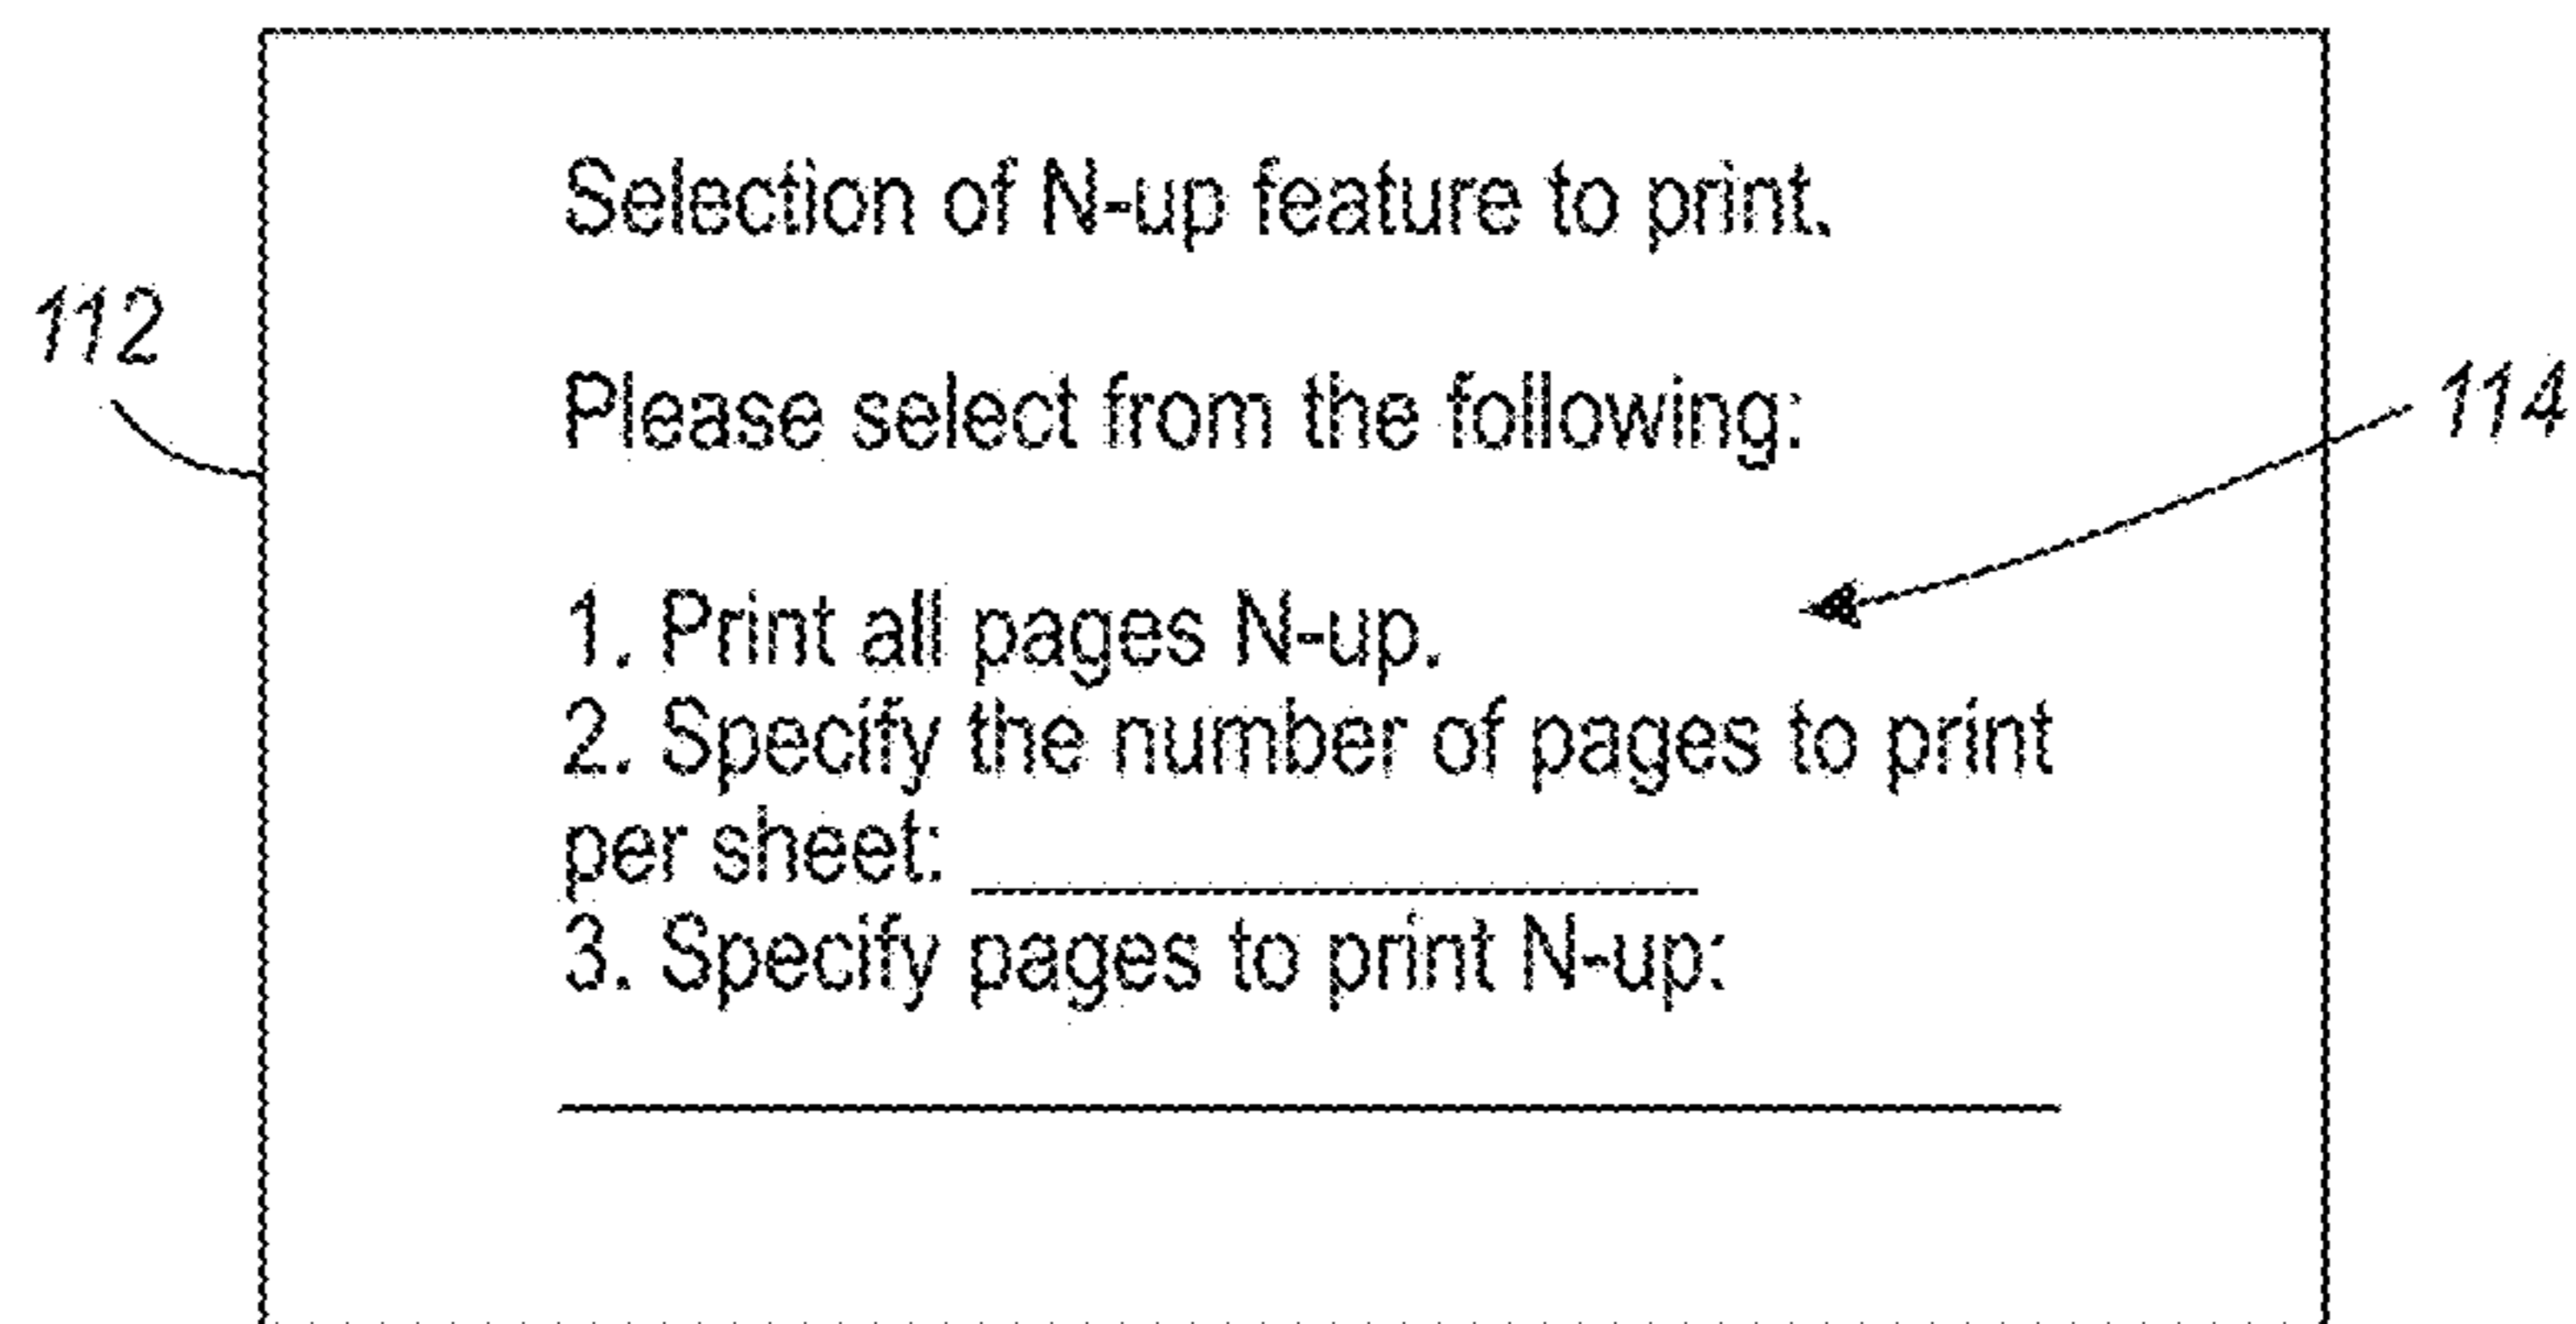 Selection of N-up feature to print.
112
Please select from the following:
114
1. Print all pages N-up.
2. Specify the number of pages to print
per sheet: ____________________
3. Specify pages to print N-up: